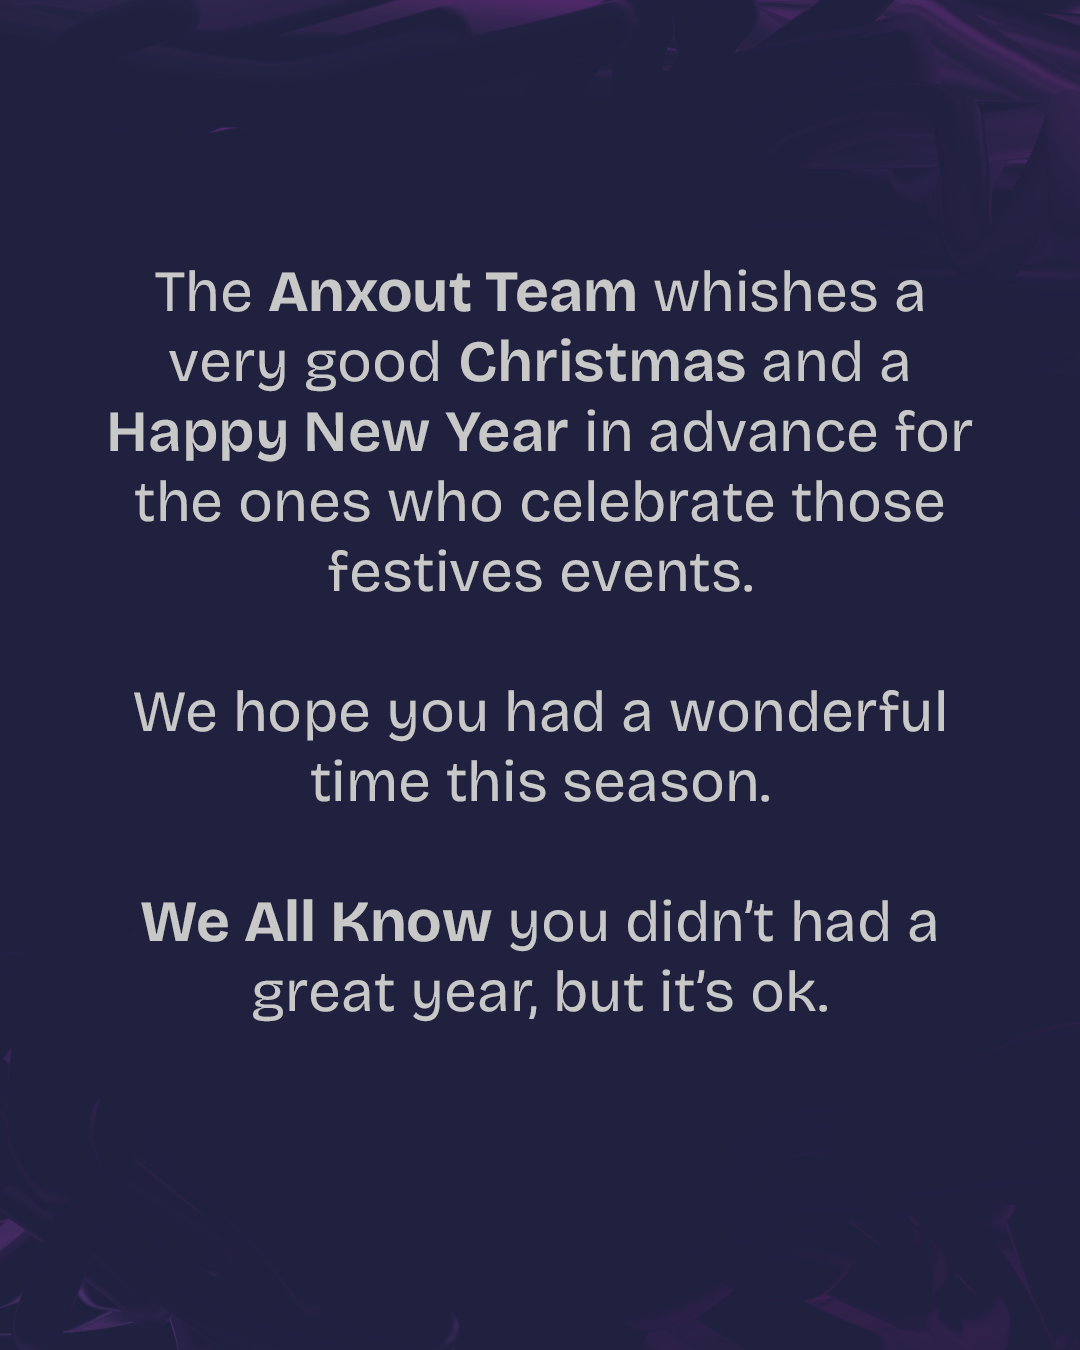 The Anxout Team whishes a
very good Christmas and a
Happy New Year in advance for
the ones who celebrate those
festives events.
We hope you had a wonderful
time this season.
We All Know you didn’t had a
great year, but it’s ok.